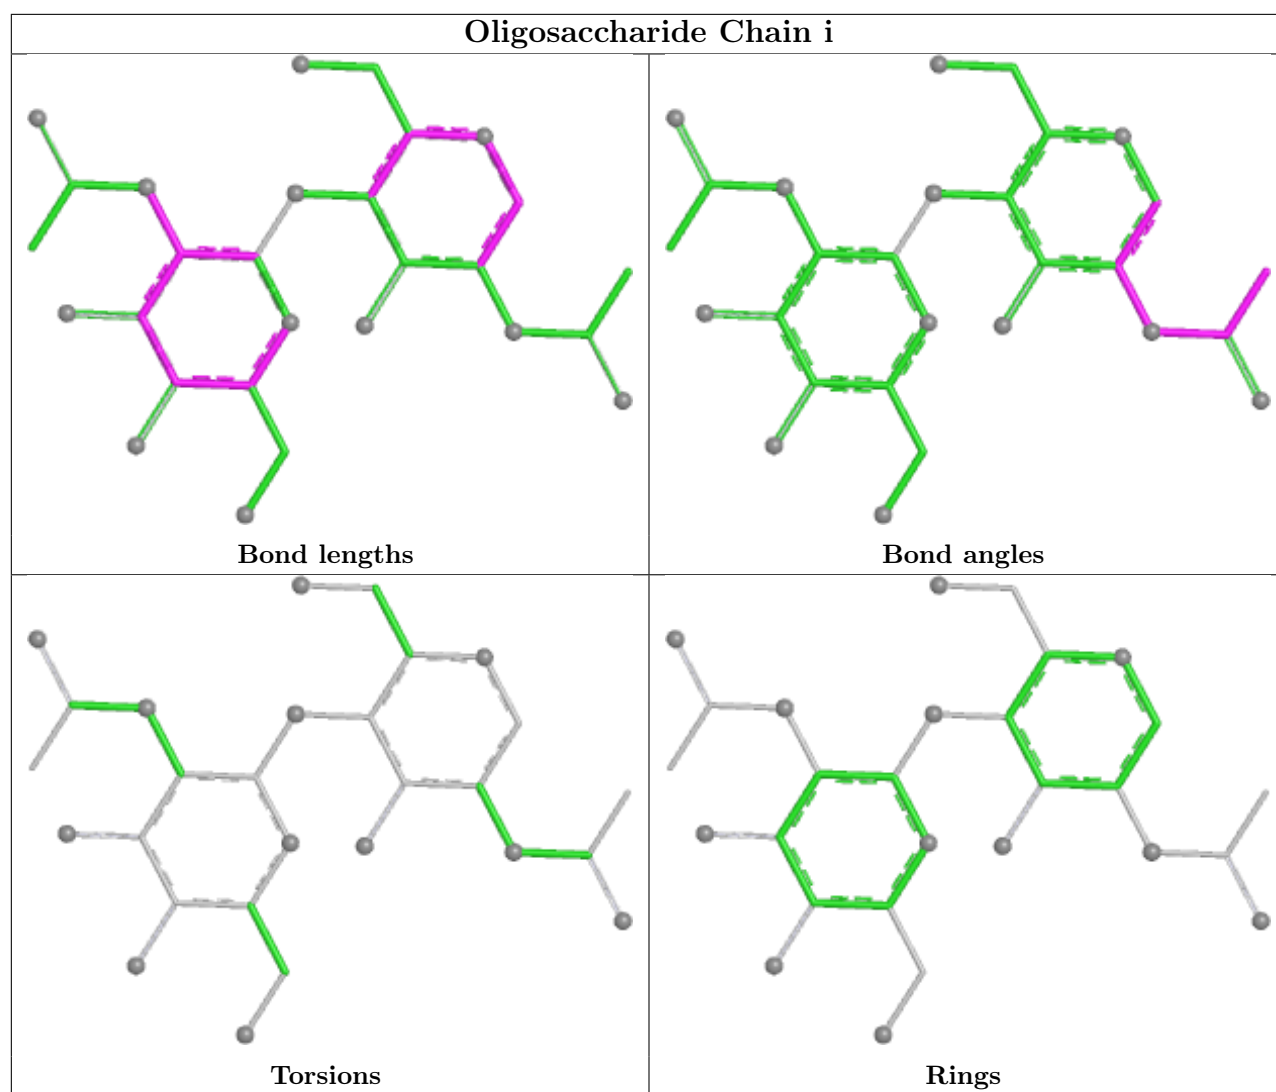 Oligosaccharide Chain i
Bond lengths
Bond angles
Torsions
Rings